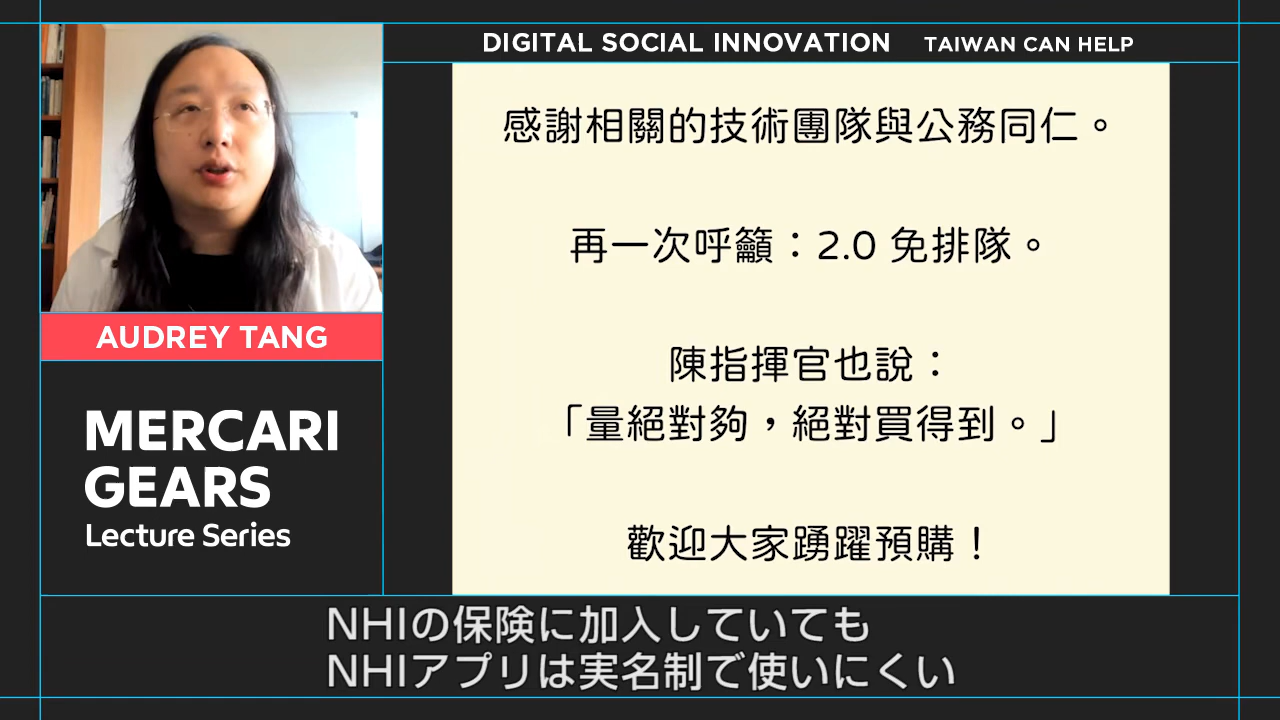 DIGITAL SOCIAL INNOVATION TAIWAN CAN HELP
感謝相關的技術團隊與公務同仁。
再一次呼籲：2.0 免排隊。
陳指揮官也說：
「量絕對夠，絕對買得到。」
歡迎大家踴躍預購！
AUDREY TANG
MERCARI
GEARS
Lecture Series
NHIの保険に加入していても
NHIアプリは実名制で使いにくい